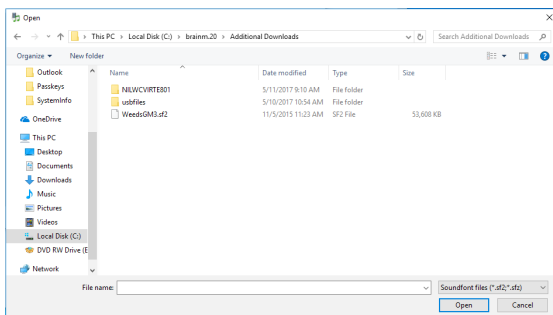 Open
This PC > Local Disk (C:) > brainm.20 > Additional Downloads
Search Additional Downloads
Organize
New folder
Name
Date modified
Type
Size
Outlook
Passkeys
SystemInfo
OneDrive
This PC
Desktop
Documents
Downloads
Music
Pictures
Videos
Local Disk (C:)
DVD RW Drive (E
Network
NILWCVIRTE801 5/11/2017 9:10 AM File folder
usbfiles 5/10/2017 10:54 AM File folder
WeedsGM3.sf2 11/5/2015 11:23 AM SF2 File 53,608 KB
File name:
Soundfont files (*.sf2;*.sfz)
Open
Cancel